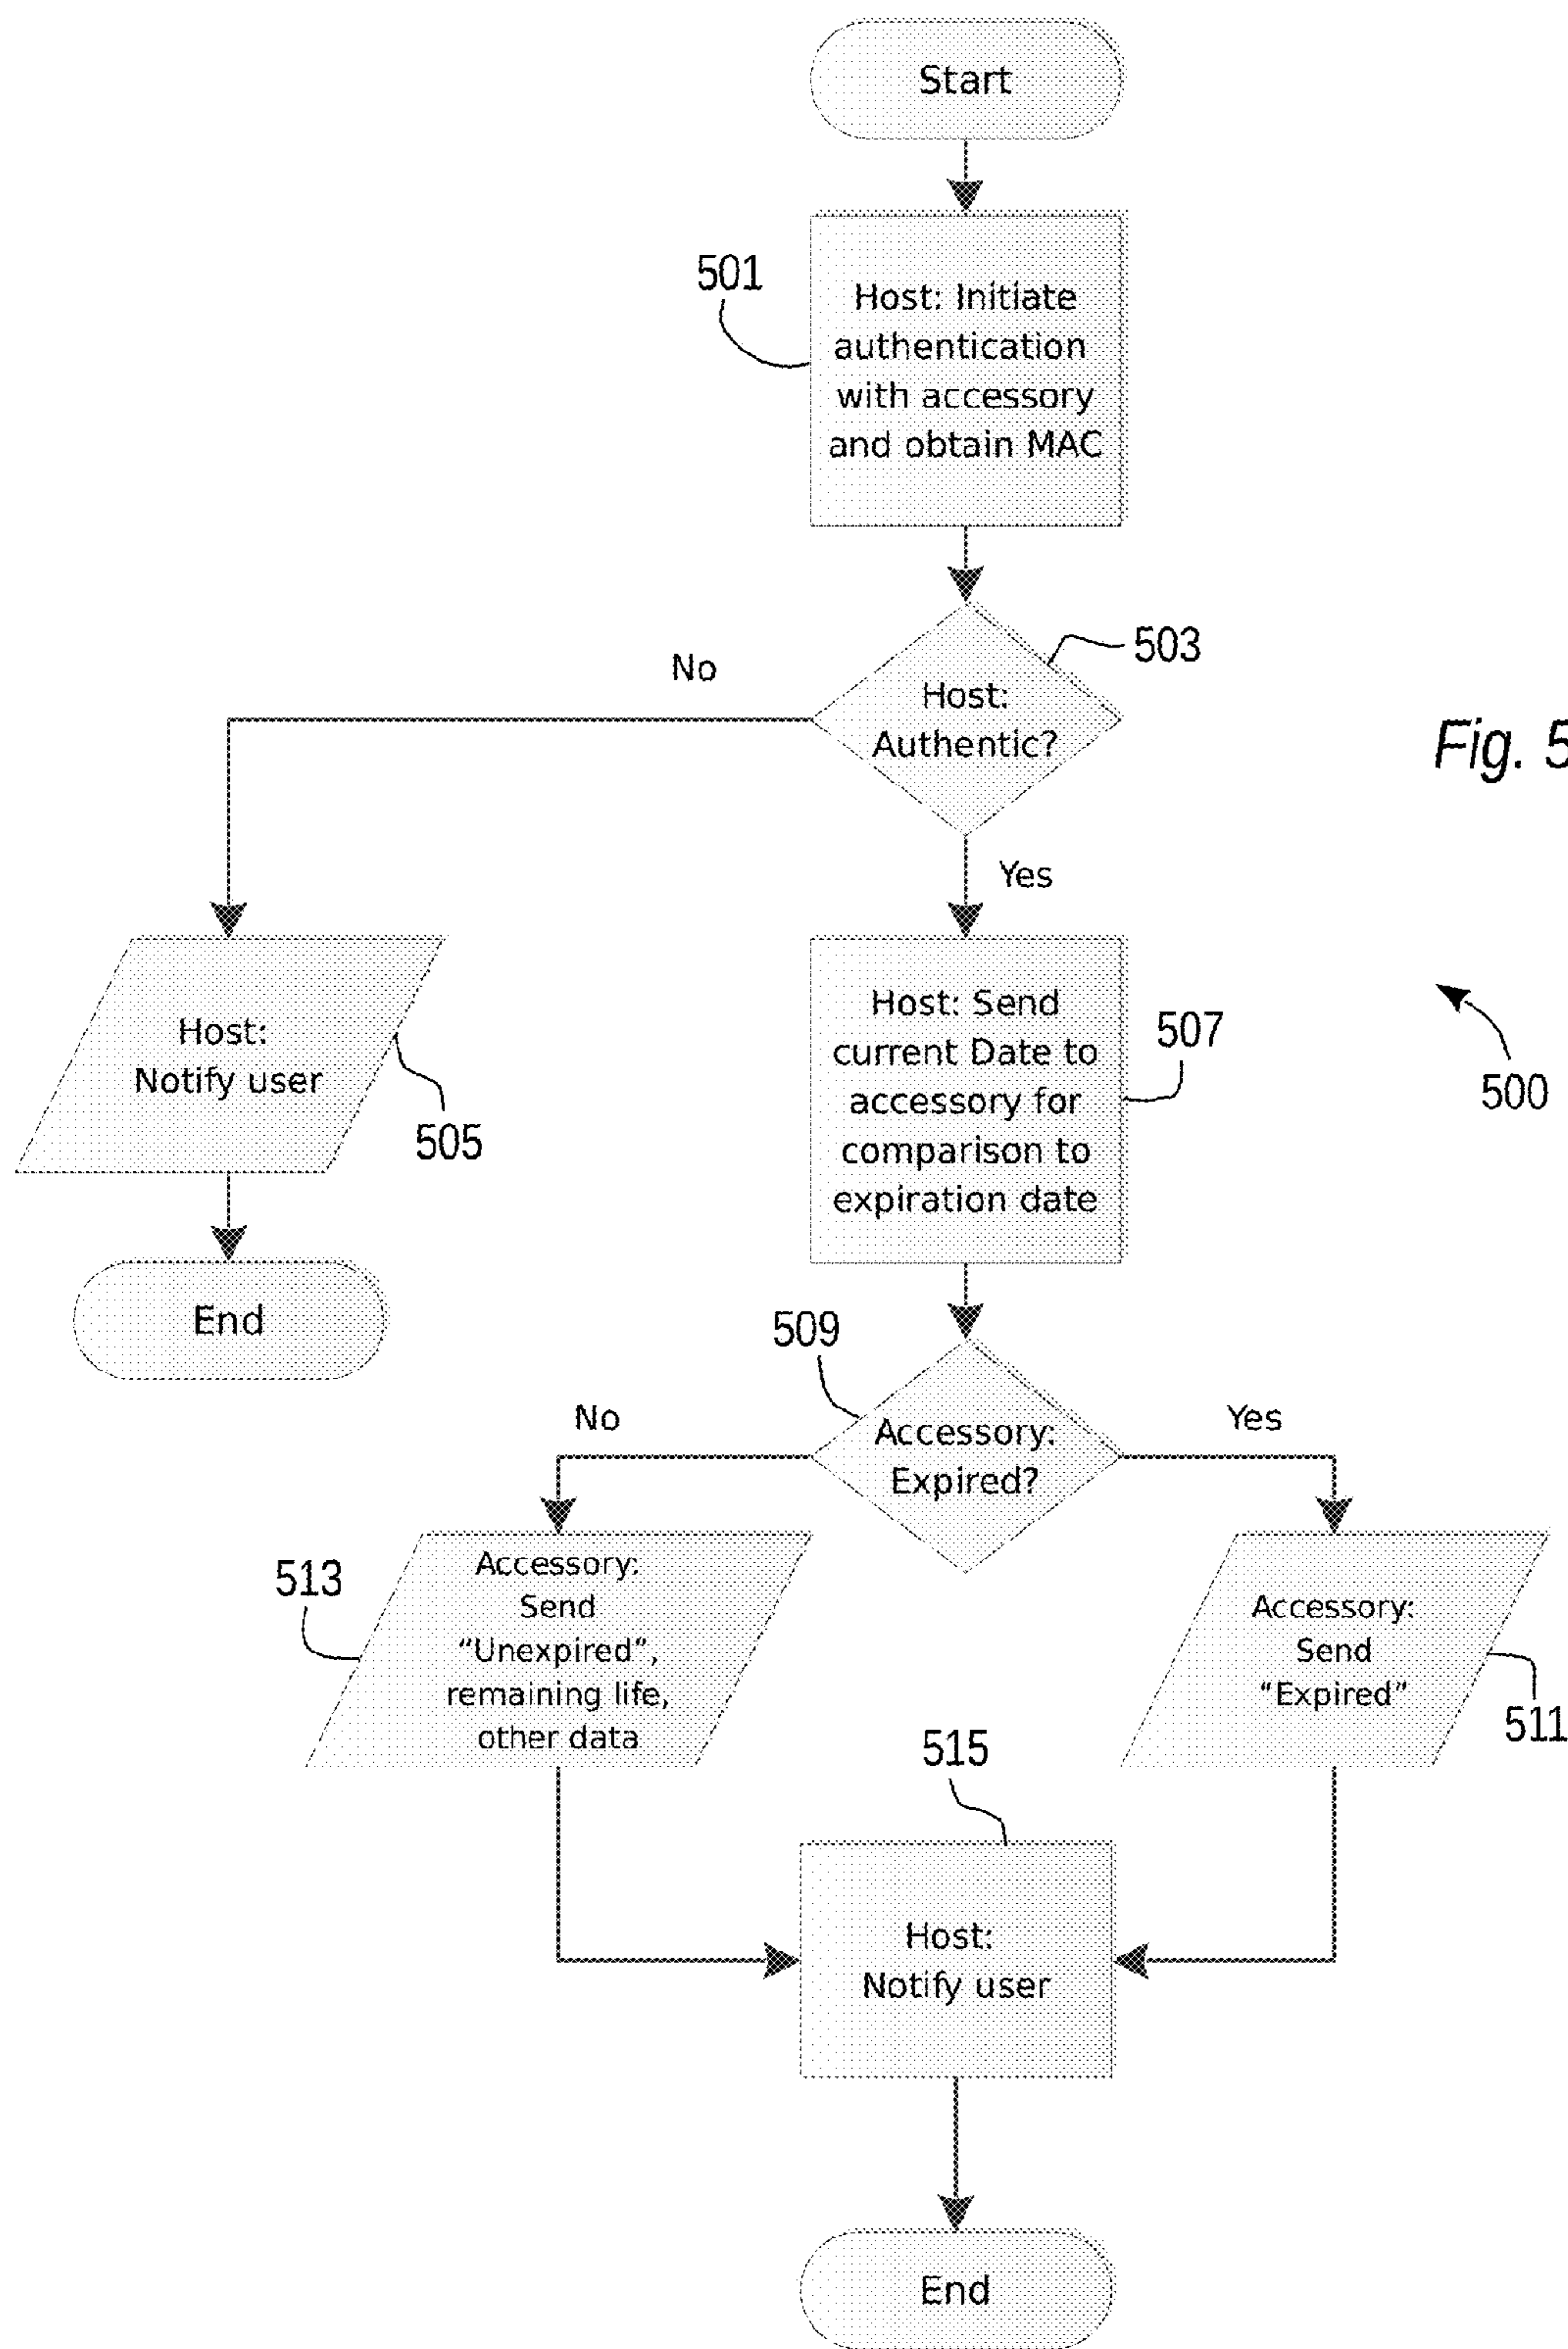 Start
501
Host: Initiate
authentication
with accessory
and obtain MAC
503
No
Host:
Authentic?
Fig. 5
Yes
Host:
Notify user
505
Host: Send
current Date to
accessory for
comparison to
expiration date
507
500
End
509
No
Yes
Accessory:
Expired?
513
Accessory:
Send
“Unexpired”,
remaining life,
other data
Accessory:
Send
“Expired”
511
515
Host:
Notify user
End